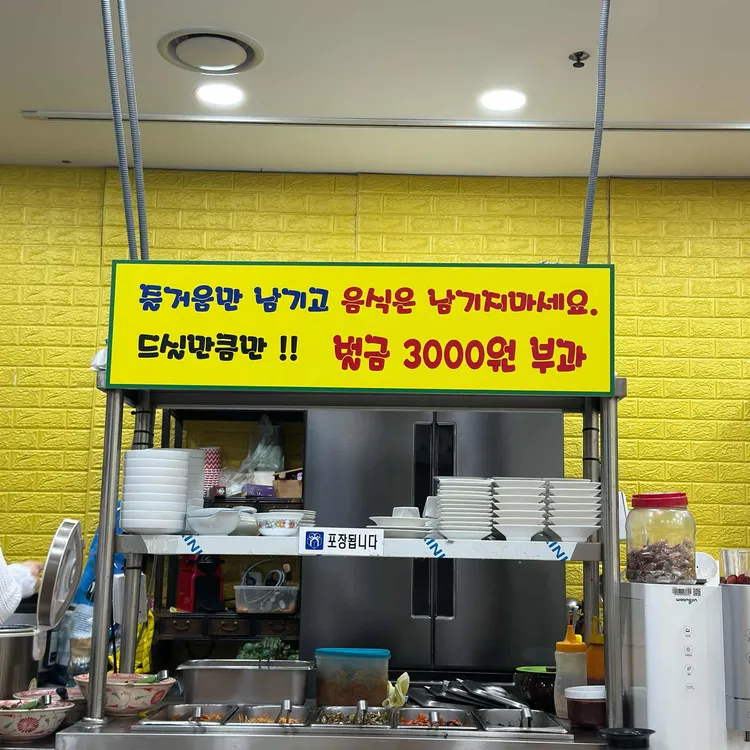 즐거움만 남기고 음식은 남기지마세요.
드실만큼만 !! 벌금 3000원 부과
포장됩니다
woongjin